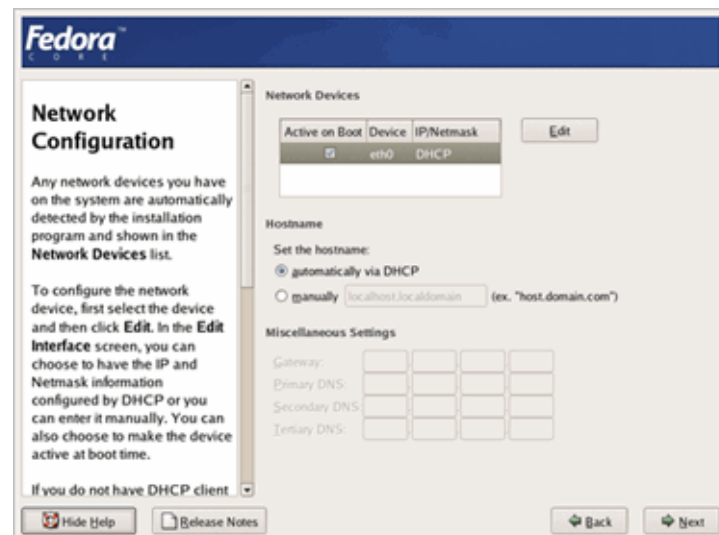 Fedora™
CORE
Network
Configuration
Any network devices you have
on the system are automatically
detected by the installation
program and shown in the
Network Devices list.
To configure the network
device, first select the device
and then click Edit. In the Edit
Interface screen, you can
choose to have the IP and
Netmask information
configured by DHCP or you
can enter it manually. You can
also choose to make the device
active at boot time.
If you do not have DHCP client
Network Devices
Active on Boot Device IP/Netmask
eth0 DHCP
Edit
Hostname
Set the hostname:
automatically via DHCP
manually localhost.localdomain (ex. "host.domain.com")
Miscellaneous Settings
Gateway:
Primary DNS:
Secondary DNS:
Tertiary DNS:
Hide Help
Release Notes
Back
Next